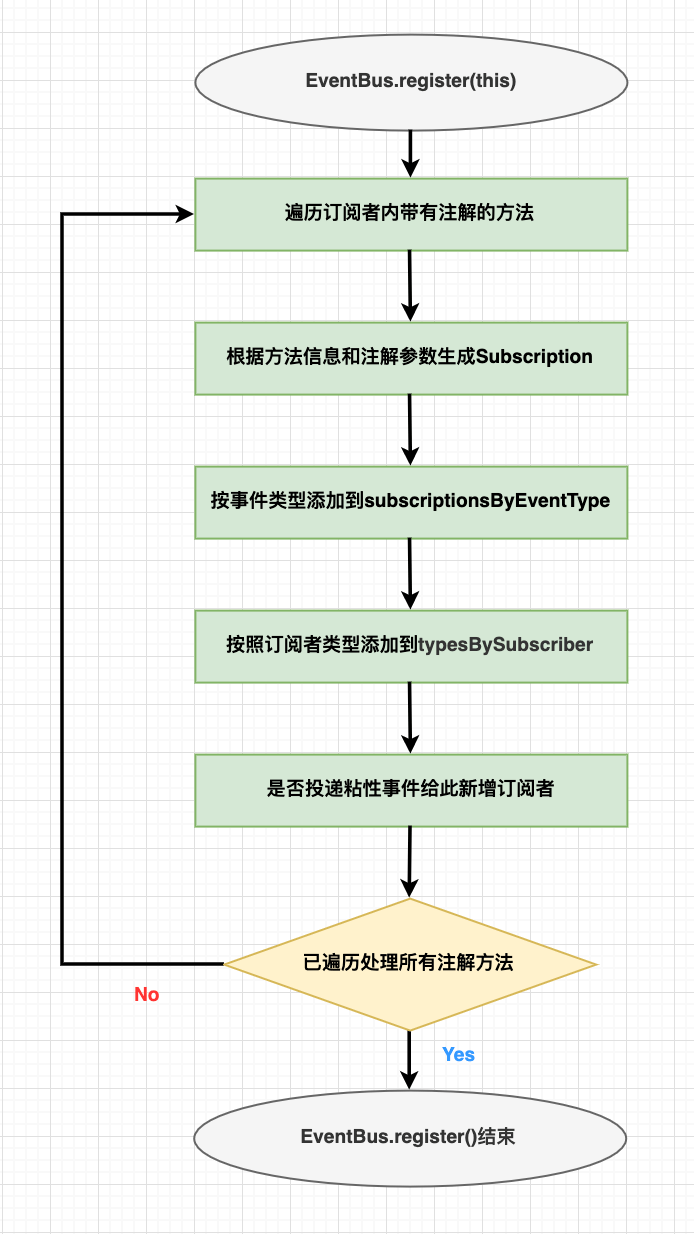 EventBus.register(this)
遍历订阅者内带有注解的方法
根据方法信息和注解参数生成Subscription
按事件类型添加到subscriptionsByEventType
按照订阅者类型添加到typesBySubscriber
是否投递粘性事件给此新增订阅者
已遍历处理所有注解方法
No
Yes
EventBus.register()结束